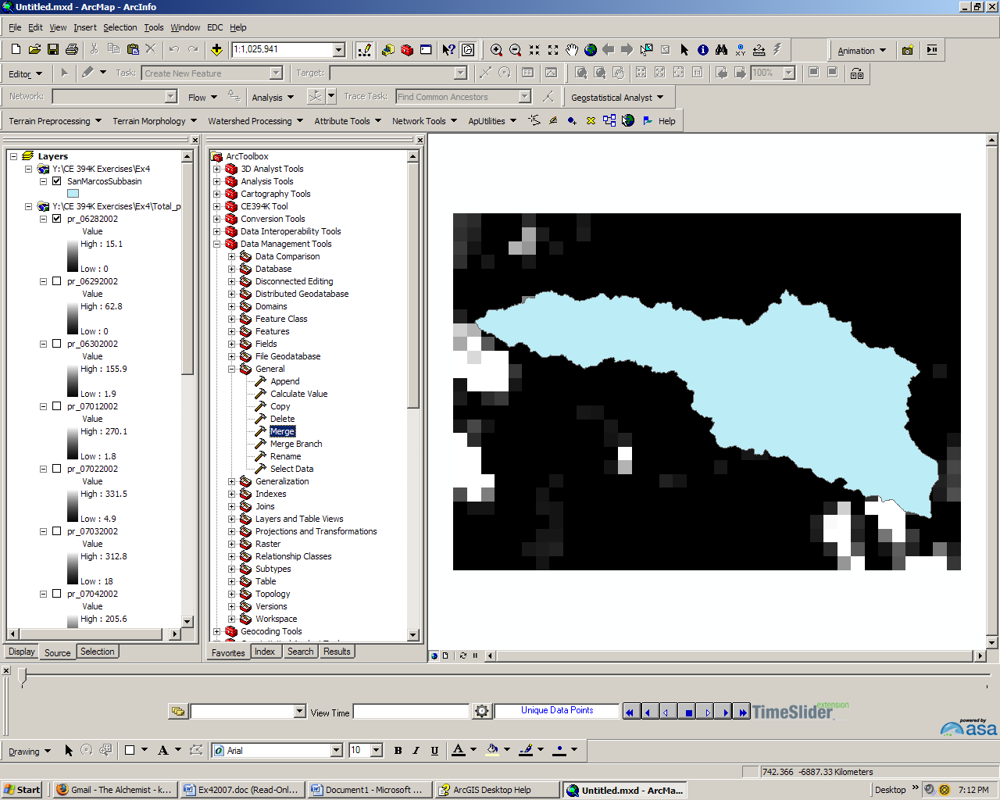 Untitled.mxd - ArcMap - ArcInfo
File Edit View Insert Selection Tools Window EDC Help
1:1,025,941
Animation
Editor Task: Create New Feature Target: 100%
Network: Flow Analysis Trace Task: Find Common Ancestors Geostatistical Analyst
Terrain Preprocessing Terrain Morphology Watershed Processing Attribute Tools Network Tools ApUtilities Help
Layers
Y:\CE 394K Exercises\Ex4
SanMarcosSubbasin
Y:\CE 394K Exercises\Ex4\Total_p
pr_06282002
Value
High : 15.1
Low : 0
pr_06292002
Value
High : 62.8
Low : 0
pr_06302002
Value
High : 155.9
Low : 1.9
pr_07012002
Value
High : 270.1
Low : 1.8
pr_07022002
Value
High : 331.5
Low : 4.9
pr_07032002
Value
High : 312.8
Low : 18
pr_07042002
Value
High : 205.6
Display Source Selection
ArcToolbox
3D Analyst Tools
Analysis Tools
Cartography Tools
CE394K Tool
Conversion Tools
Data Interoperability Tools
Data Management Tools
Data Comparison
Database
Disconnected Editing
Distributed Geodatabase
Domains
Feature Class
Features
Fields
File Geodatabase
General
Append
Calculate Value
Copy
Delete
Merge
Merge Branch
Rename
Select Data
Generalization
Indexes
Joins
Layers and Table Views
Projections and Transformations
Raster
Relationship Classes
Subtypes
Table
Topology
Versions
Workspace
Geocoding Tools
Favorites Index Search Results
View Time Unique Data Points TimeSlider extension
powered by
asa
Drawing A Arial 10 B I U A
742.366 -6887.33 Kilometers
Start Gmail - The Alchemist - k... Ex42007.doc (Read-Onl... Document1 - Microsoft ... ArcGIS Desktop Help Untitled.mxd - ArcMa... Desktop 7:12 PM